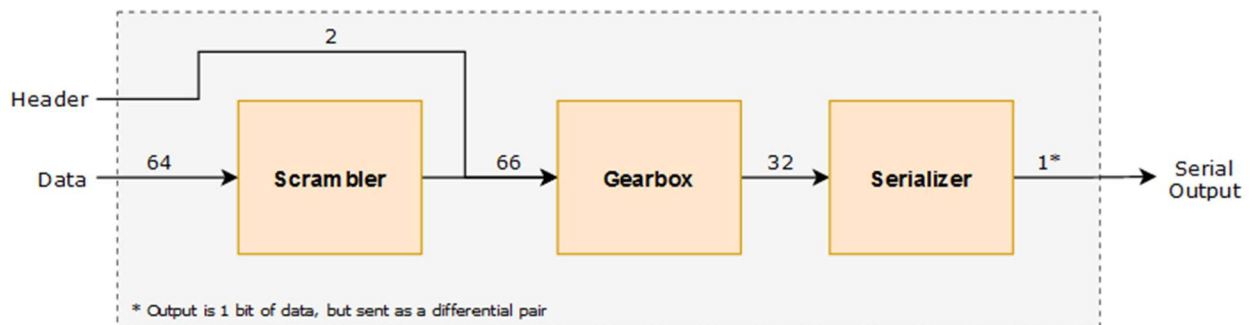 2
Header
64
Data
Scrambler
66
Gearbox
32
Serializer
1*
Serial
Output
* Output is 1 bit of data, but sent as a differential pair